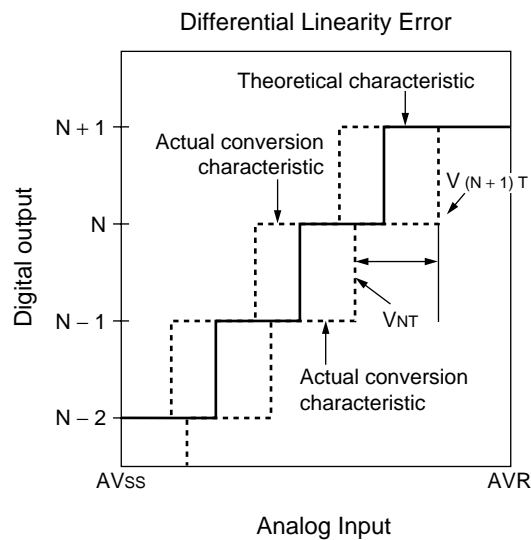 Differential Linearity Error
Theoretical characteristic
N + 1
Actual conversion
characteristic
V (N + 1) T
N
Digital output
N – 1
VNT
Actual conversion
characteristic
N – 2
AVSS
AVR
Analog Input